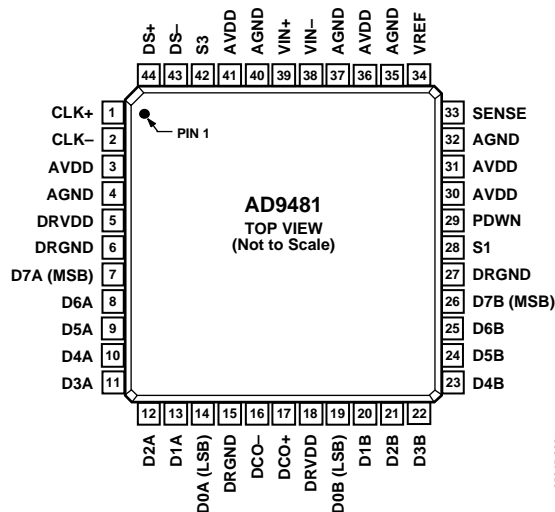 DS+ DS– S3 AVDD AGND VIN+ VIN– AGND AVDD AGND VREF
44 43 42 41 40 39 38 37 36 35 34
CLK+ 1
CLK– 2
AVDD 3
AGND 4
DRVDD 5
DRGND 6
D7A (MSB) 7
D6A 8
D5A 9
D4A 10
D3A 11
PIN 1
AD9481
TOP VIEW
(Not to Scale)
33 SENSE
32 AGND
31 AVDD
30 AVDD
29 PDWN
28 S1
27 DRGND
26 D7B (MSB)
25 D6B
24 D5B
23 D4B
12 13 14 15 16 17 18 19 20 21 22
D2A D1A D0A (LSB) DRGND DCO– DCO+ DRVDD D0B (LSB) D1B D2B D3B